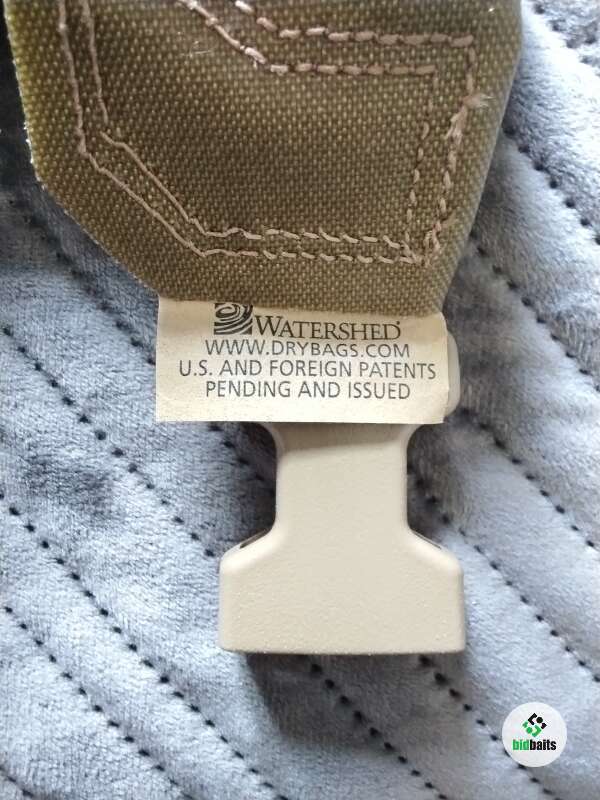 WATERSHED®
WWW.DRYBAGS.COM
U.S. AND FOREIGN PATENTS
PENDING AND ISSUED
bidbaits